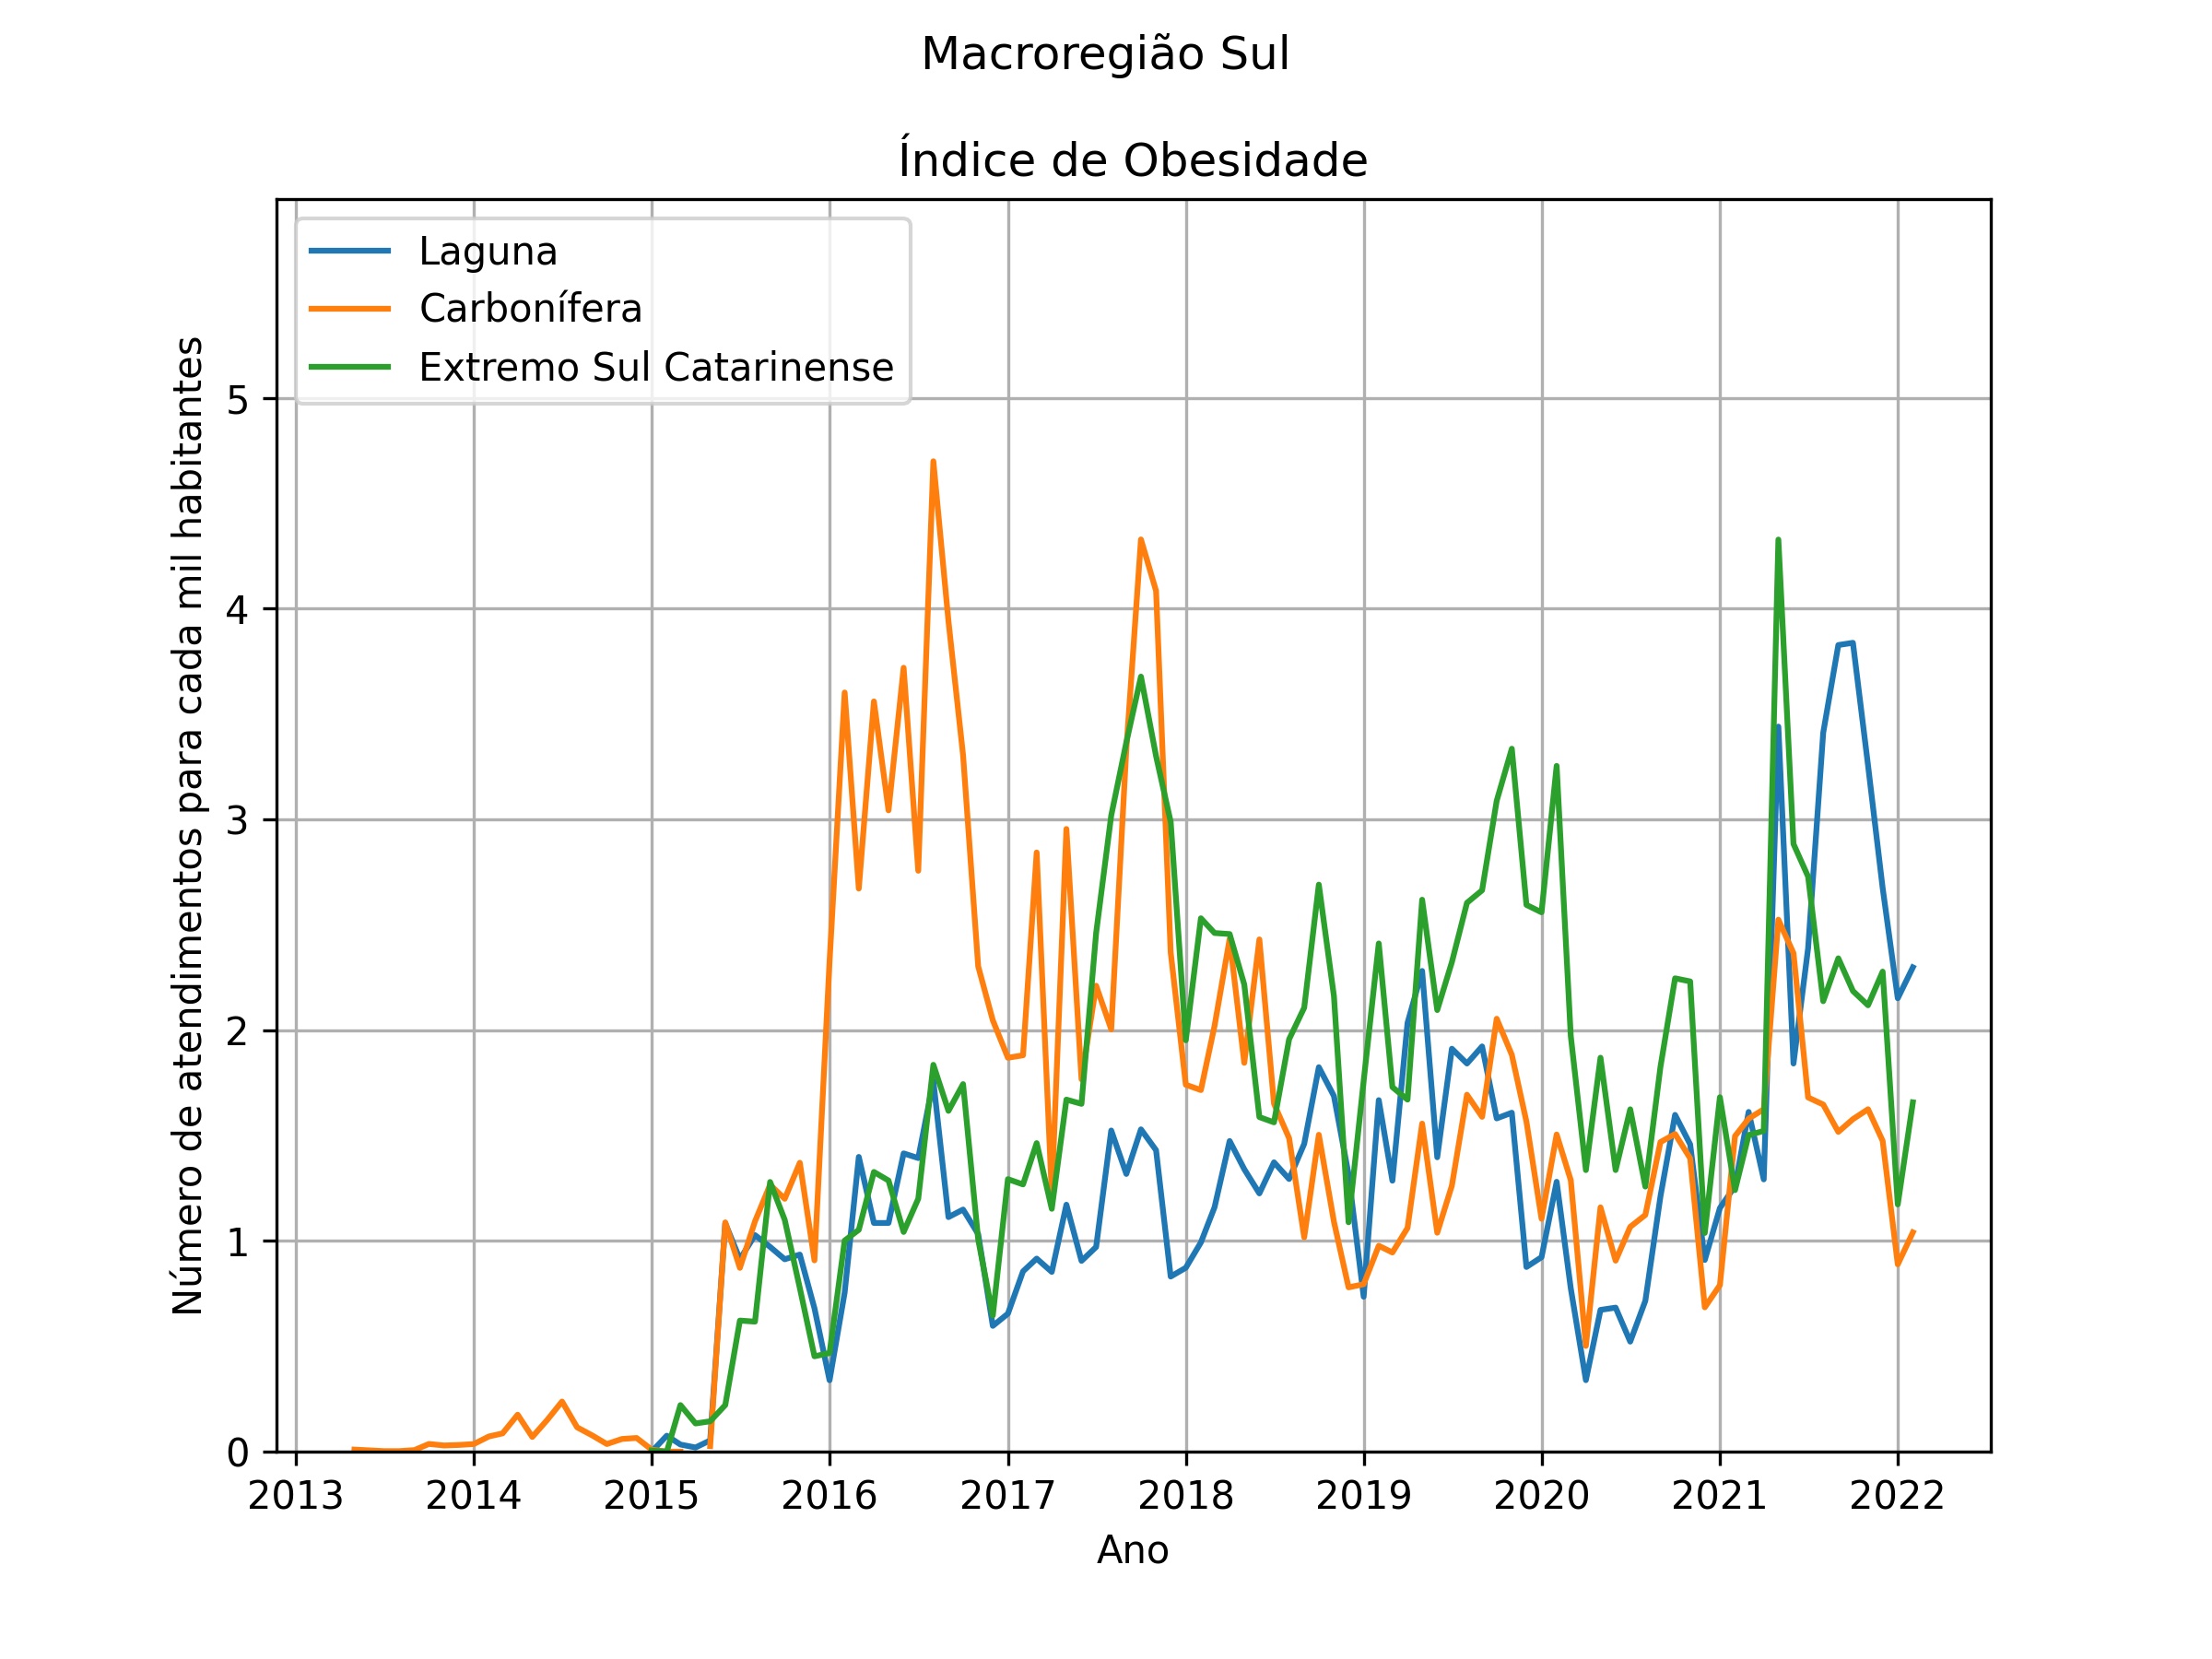 Macroregião Sul
Índice de Obesidade
Laguna
Carbonífera
Extremo Sul Catarinense
Número de atendimentos para cada mil habitantes
5
4
3
2
1
0
2013 2014 2015 2016 2017 2018 2019 2020 2021 2022
Ano